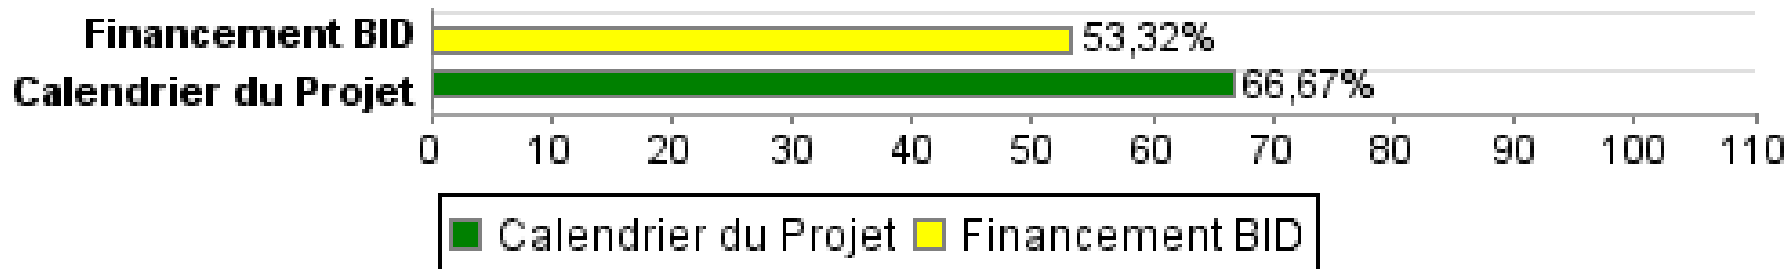 Financement BID 53,32%
Calendrier du Projet 66,67%
0 10 20 30 40 50 60 70 80 90 100 110
Calendrier du Projet Financement BID